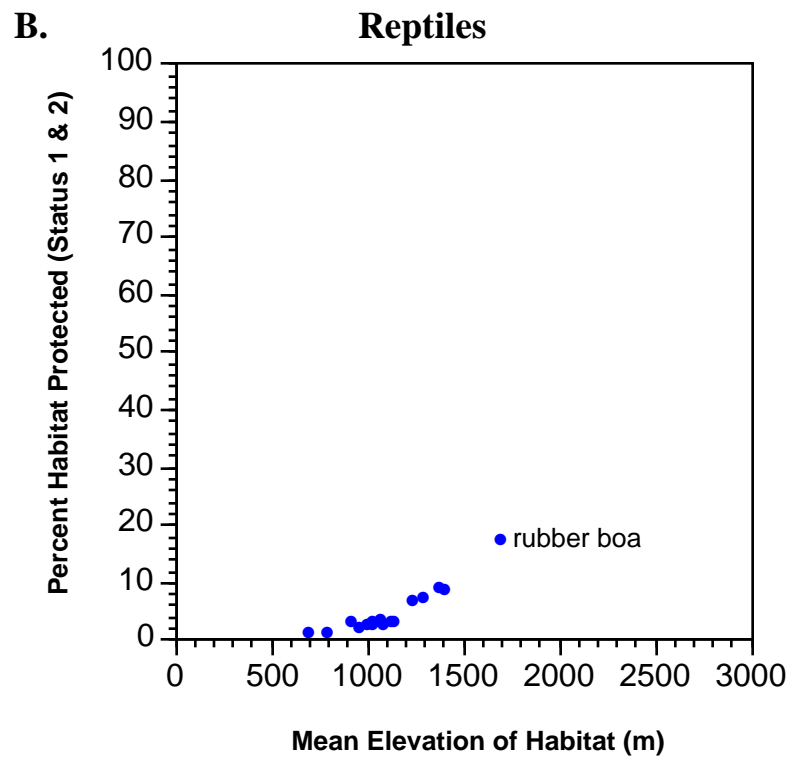 B.
Reptiles
Percent Habitat Protected (Status 1 & 2)
100
90
80
70
60
50
40
30
20
10
0
rubber boa
0 500 1000 1500 2000 2500 3000
Mean Elevation of Habitat (m)